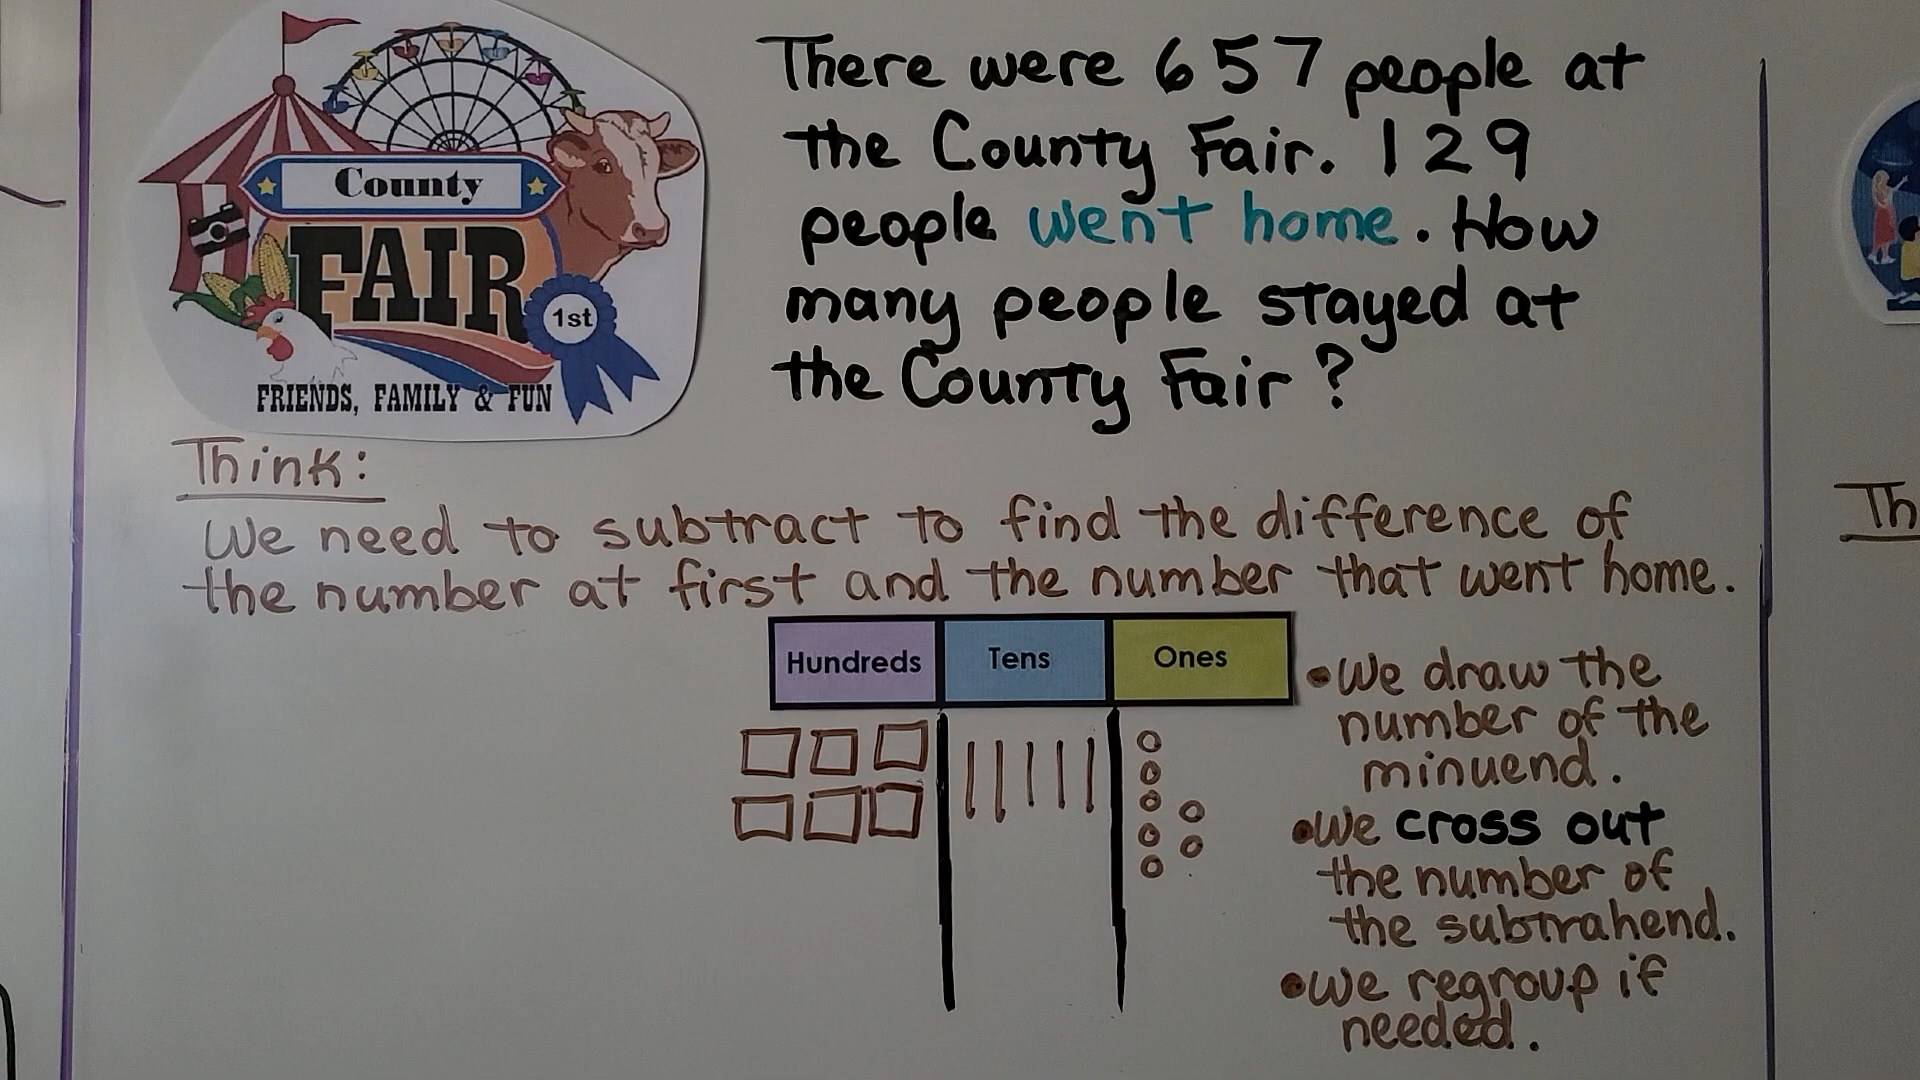 County
FAIR
1st
FRIENDS, FAMILY & FUN
There were 657 people at
the County Fair. 129
people went home. How
many people stayed at
the County Fair?
Think:
We need to subtract to find the difference of
the number at first and the number that went home.
Hundreds Tens Ones
•We draw the
number of the
minuend.
•We cross out
the number of
the subtrahend.
•We regroup if
needed.
Th